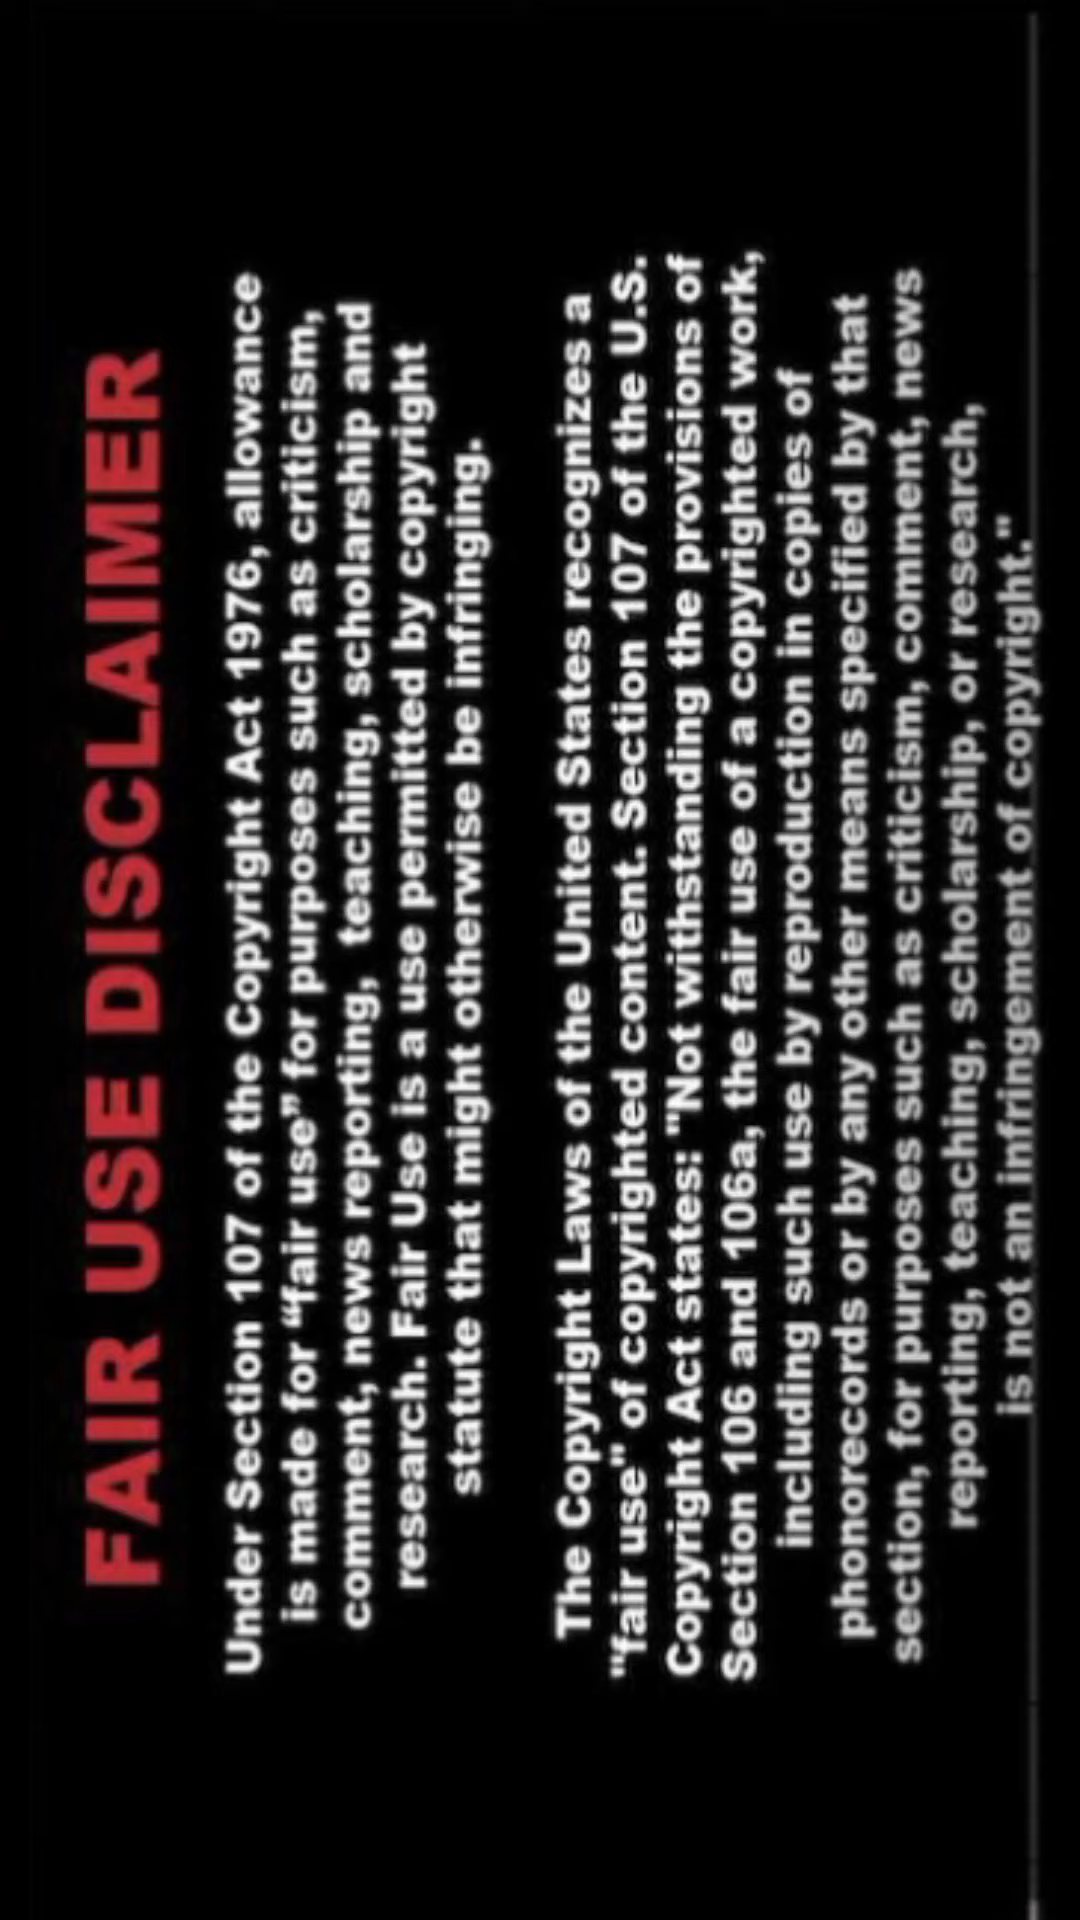 FAIR USE DISCLAIMER
Under Section 107 of the Copyright Act 1976, allowance
is made for “fair use” for purposes such as criticism,
comment, news reporting, teaching, scholarship and
research. Fair Use is a use permitted by copyright
statute that might otherwise be infringing.
The Copyright Laws of the United States recognizes a
"fair use" of copyrighted content. Section 107 of the U.S.
Copyright Act states: "Not withstanding the provisions of
Section 106 and 106a, the fair use of a copyrighted work,
including such use by reproduction in copies of
phonorecords or by any other means specified by that
section, for purposes such as criticism, comment, news
reporting, teaching, scholarship, or research,
is not an infringement of copyright."